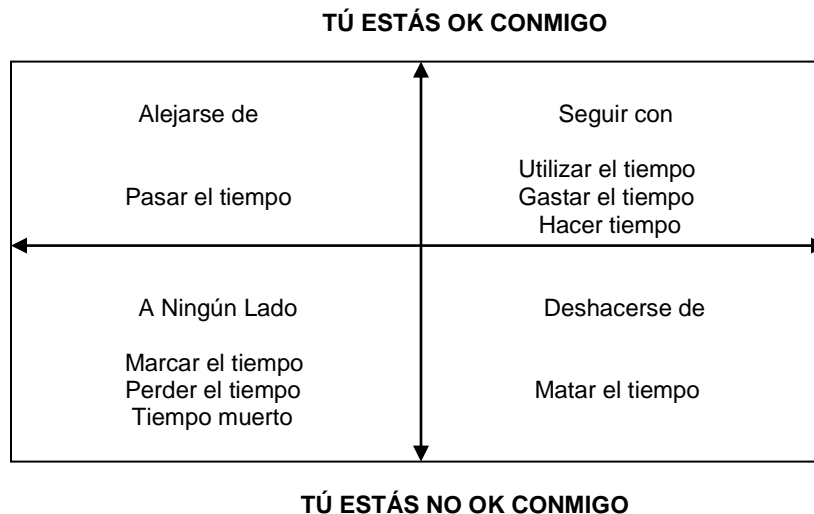 TÚ ESTÁS OK CONMIGO
Alejarse de
Pasar el tiempo
Seguir con
Utilizar el tiempo
Gastar el tiempo
Hacer tiempo
A Ningún Lado
Marcar el tiempo
Perder el tiempo
Tiempo muerto
Deshacerse de
Matar el tiempo
TÚ ESTÁS NO OK CONMIGO